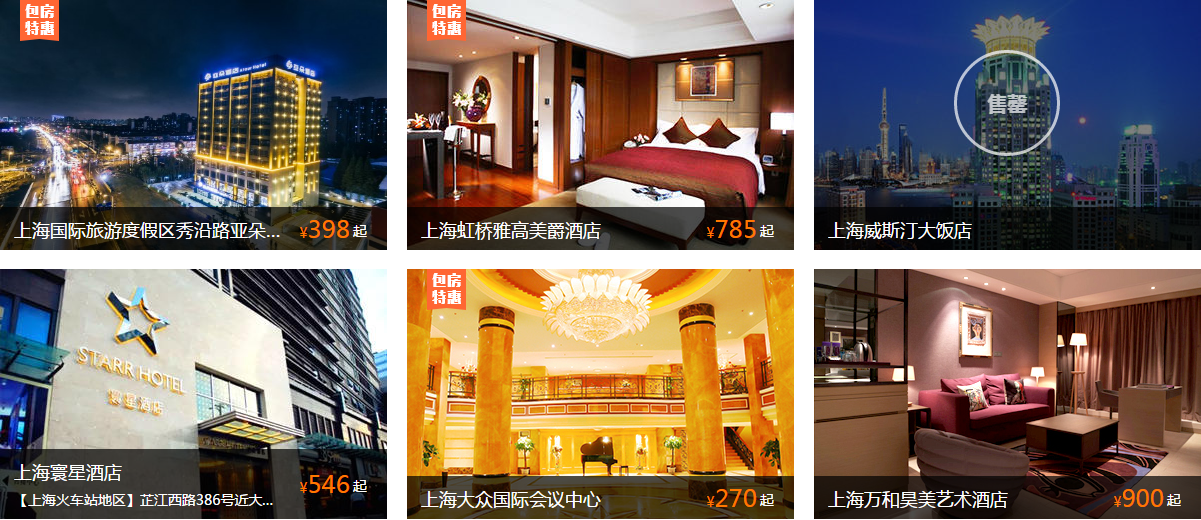 包房
特惠
上海国际旅游度假区秀沿路亚朵...
¥398起
包房
特惠
上海虹桥雅高美爵酒店
¥785起
售罄
上海威斯汀大饭店
STARR HOTEL
寰星酒店
上海寰星酒店
【上海火车站地区】芷江西路386号近大...
¥546起
包房
特惠
上海大众国际会议中心
¥270起
上海万和昊美艺术酒店
¥900起